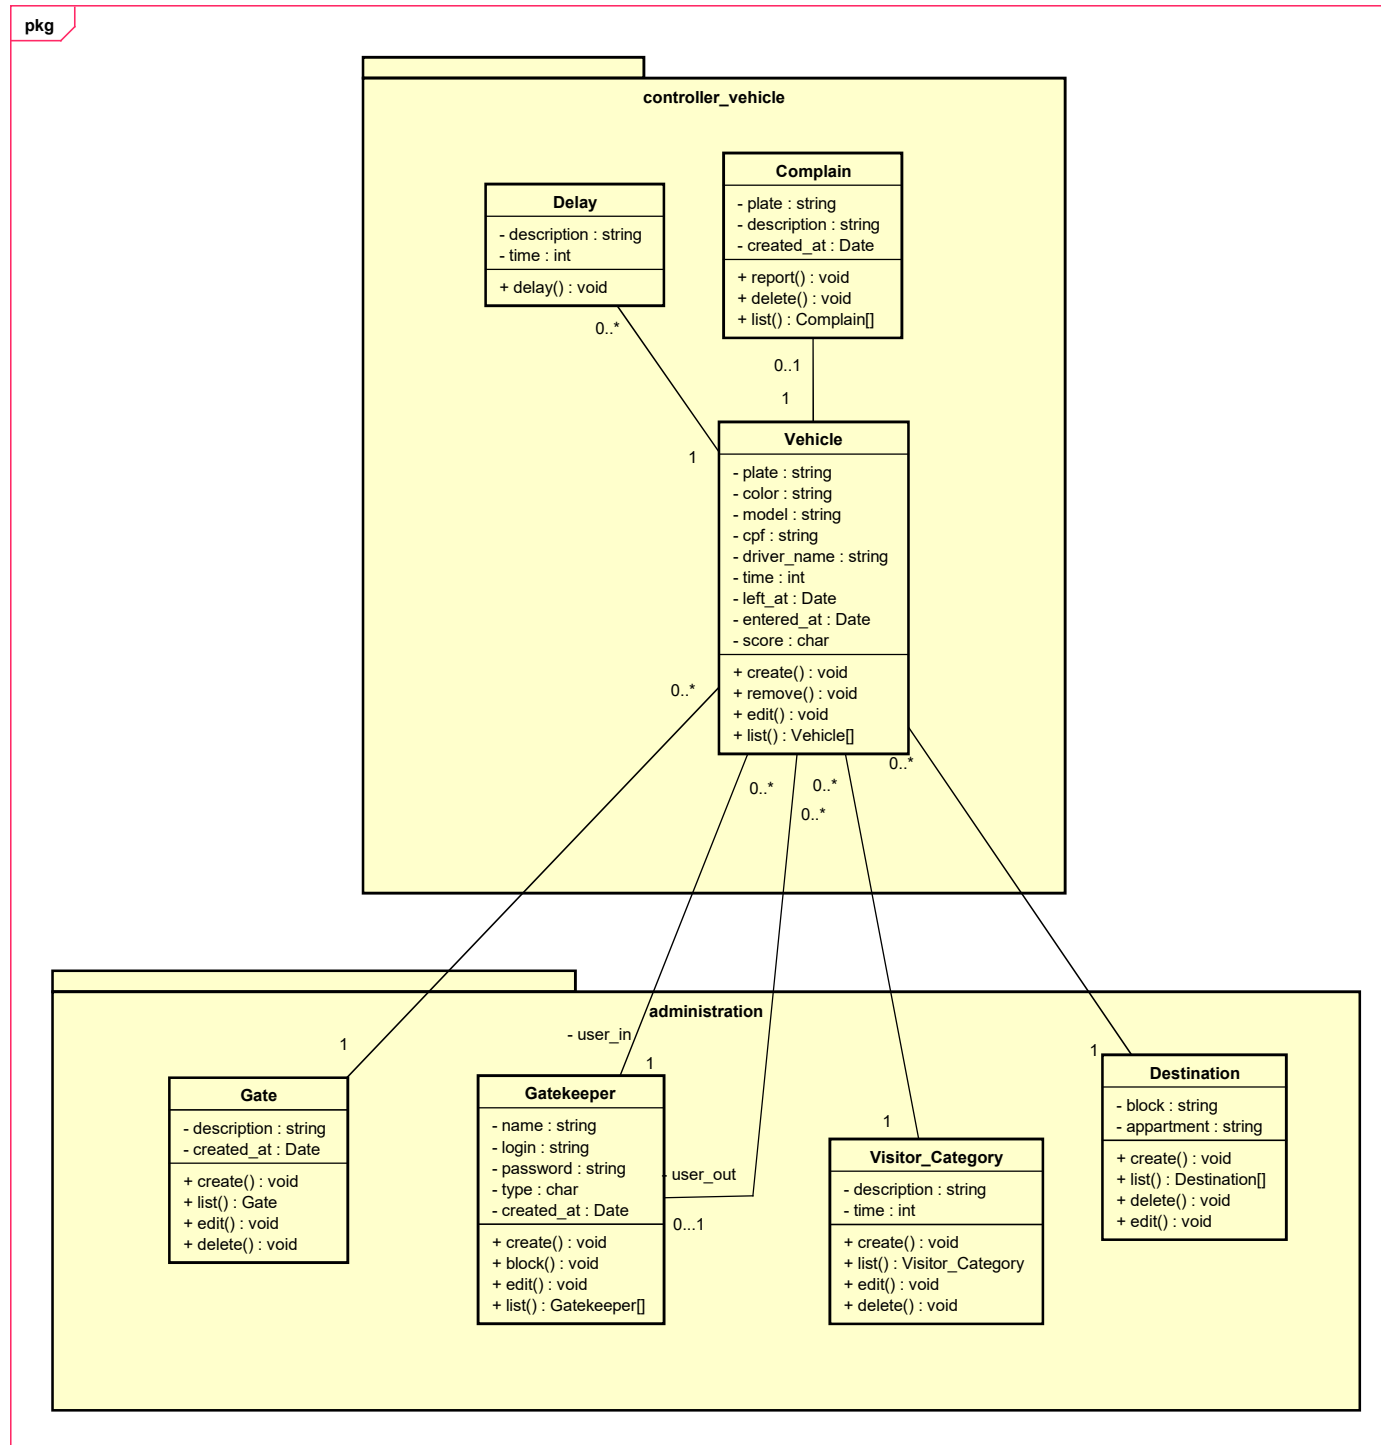 pkg
controller_vehicle
Complain
- plate : string
- description : string
- created_at : Date
+ report() : void
+ delete() : void
+ list() : Complain[]
Delay
- description : string
- time : int
+ delay() : void
0..*
0..1
1
1
Vehicle
- plate : string
- color : string
- model : string
- cpf : string
- driver_name : string
- time : int
- left_at : Date
- entered_at : Date
- score : char
+ create() : void
+ remove() : void
+ edit() : void
+ list() : Vehicle[]
0..*
0..*
0..*
0..*
0..*
administration
- user_in
1
1
1
1
Gate
- description : string
- created_at : Date
+ create() : void
+ list() : Gate
+ edit() : void
+ delete() : void
Gatekeeper
- name : string
- login : string
- password : string
- type : char
- created_at : Date
+ create() : void
+ block() : void
+ edit() : void
+ list() : Gatekeeper[]
- user_out
0...1
Visitor_Category
- description : string
- time : int
+ create() : void
+ list() : Visitor_Category
+ edit() : void
+ delete() : void
Destination
- block : string
- appartment : string
+ create() : void
+ list() : Destination[]
+ delete() : void
+ edit() : void